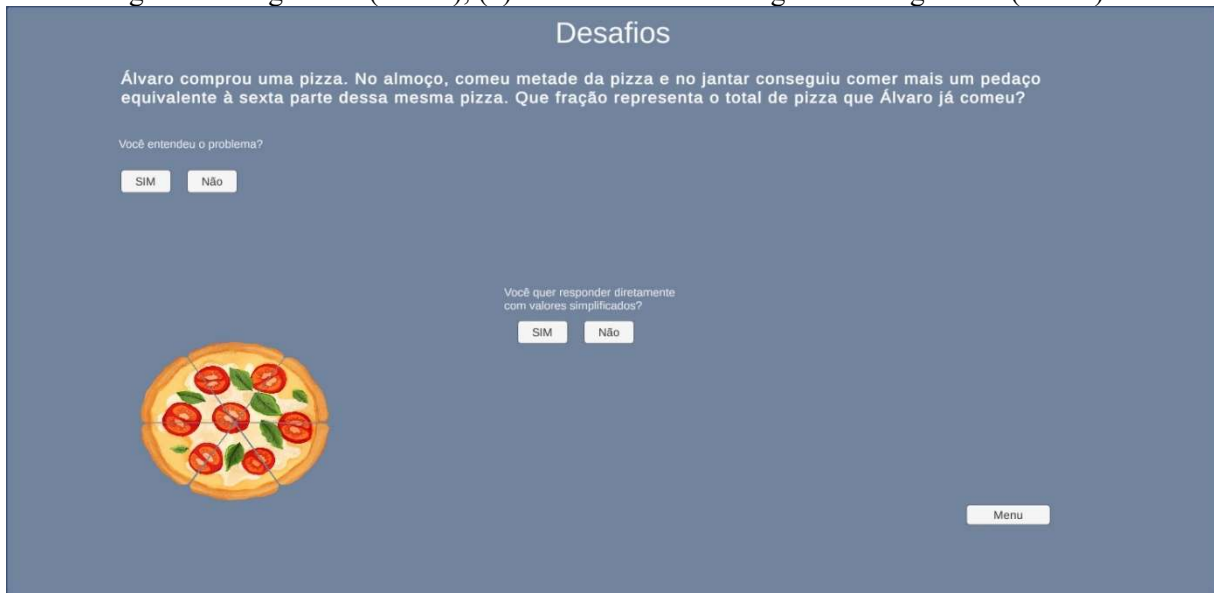 Desafios
Álvaro comprou uma pizza. No almoço, comeu metade da pizza e no jantar conseguiu comer mais um pedaço
equivalente à sexta parte dessa mesma pizza. Que fração representa o total de pizza que Álvaro já comeu?
Você entendeu o problema?
SIM Não
Você quer responder diretamente
com valores simplificados?
SIM Não
Menu